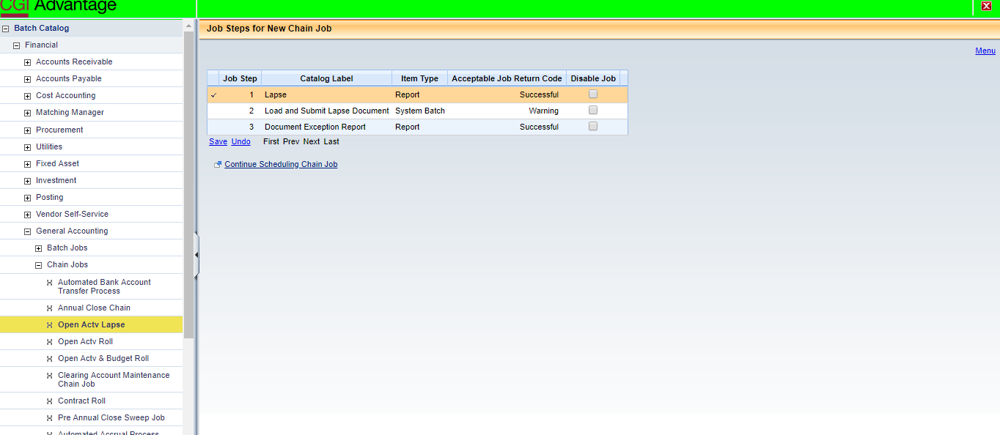 CGI Advantage
Batch Catalog
Financial
Accounts Receivable
Accounts Payable
Cost Accounting
Matching Manager
Procurement
Utilities
Fixed Asset
Investment
Posting
Vendor Self-Service
General Accounting
Batch Jobs
Chain Jobs
Automated Bank Account
Transfer Process
Annual Close Chain
Open Actv Lapse
Open Actv Roll
Open Actv & Budget Roll
Clearing Account Maintenance
Chain Job
Contract Roll
Pre Annual Close Sweep Job
Automated Accrual Process
Job Steps for New Chain Job
Menu
Job Step Catalog Label Item Type Acceptable Job Return Code Disable Job
1 Lapse Report Successful
2 Load and Submit Lapse Document System Batch Warning
3 Document Exception Report Report Successful
Save Undo First Prev Next Last
Continue Scheduling Chain Job